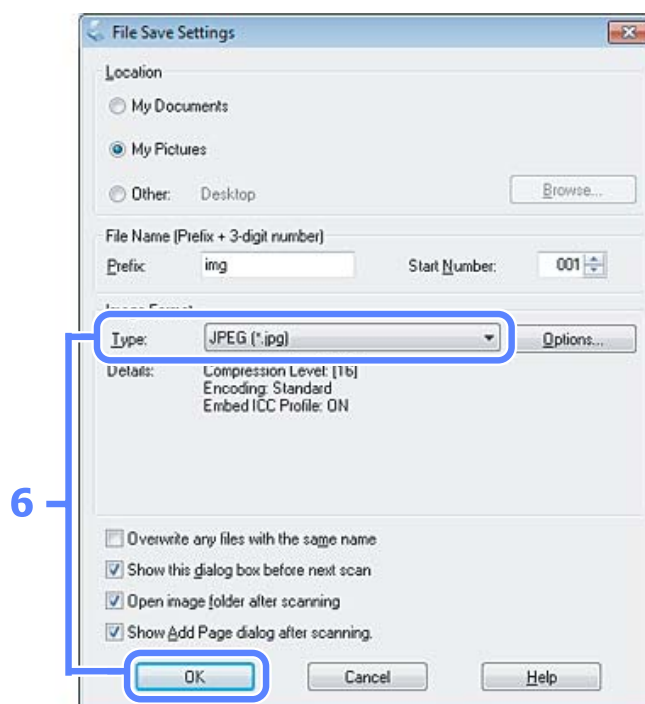 File Save Settings
Location
My Documents
My Pictures
Other: Desktop Browse...
File Name (Prefix + 3-digit number)
Prefix: img Start Number: 001
Type: JPEG (*.jpg) Options...
Details: Compression Level: [16]
Encoding: Standard
Embed ICC Profile: ON
6
Overwrite any files with the same name
Show this dialog box before next scan
Open image folder after scanning
Show Add Page dialog after scanning.
OK Cancel Help